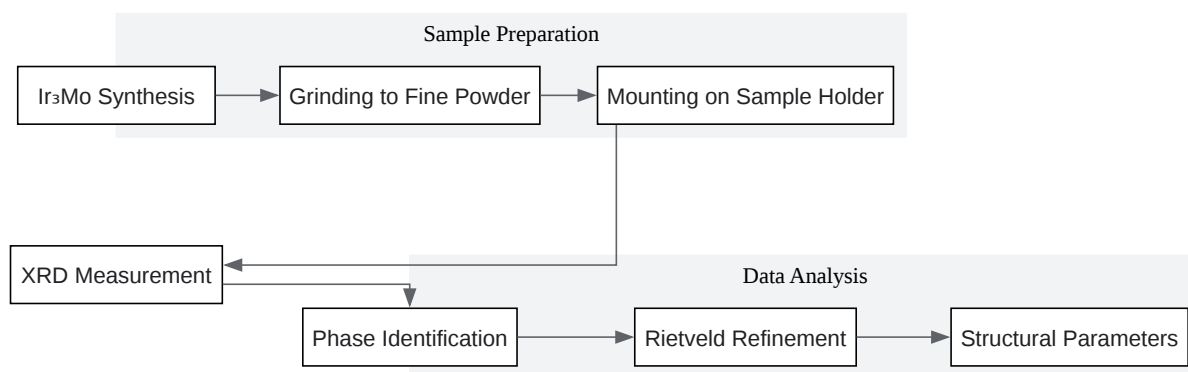 Sample Preparation
Ir₃Mo Synthesis
Grinding to Fine Powder
Mounting on Sample Holder
XRD Measurement
Data Analysis
Phase Identification
Rietveld Refinement
Structural Parameters